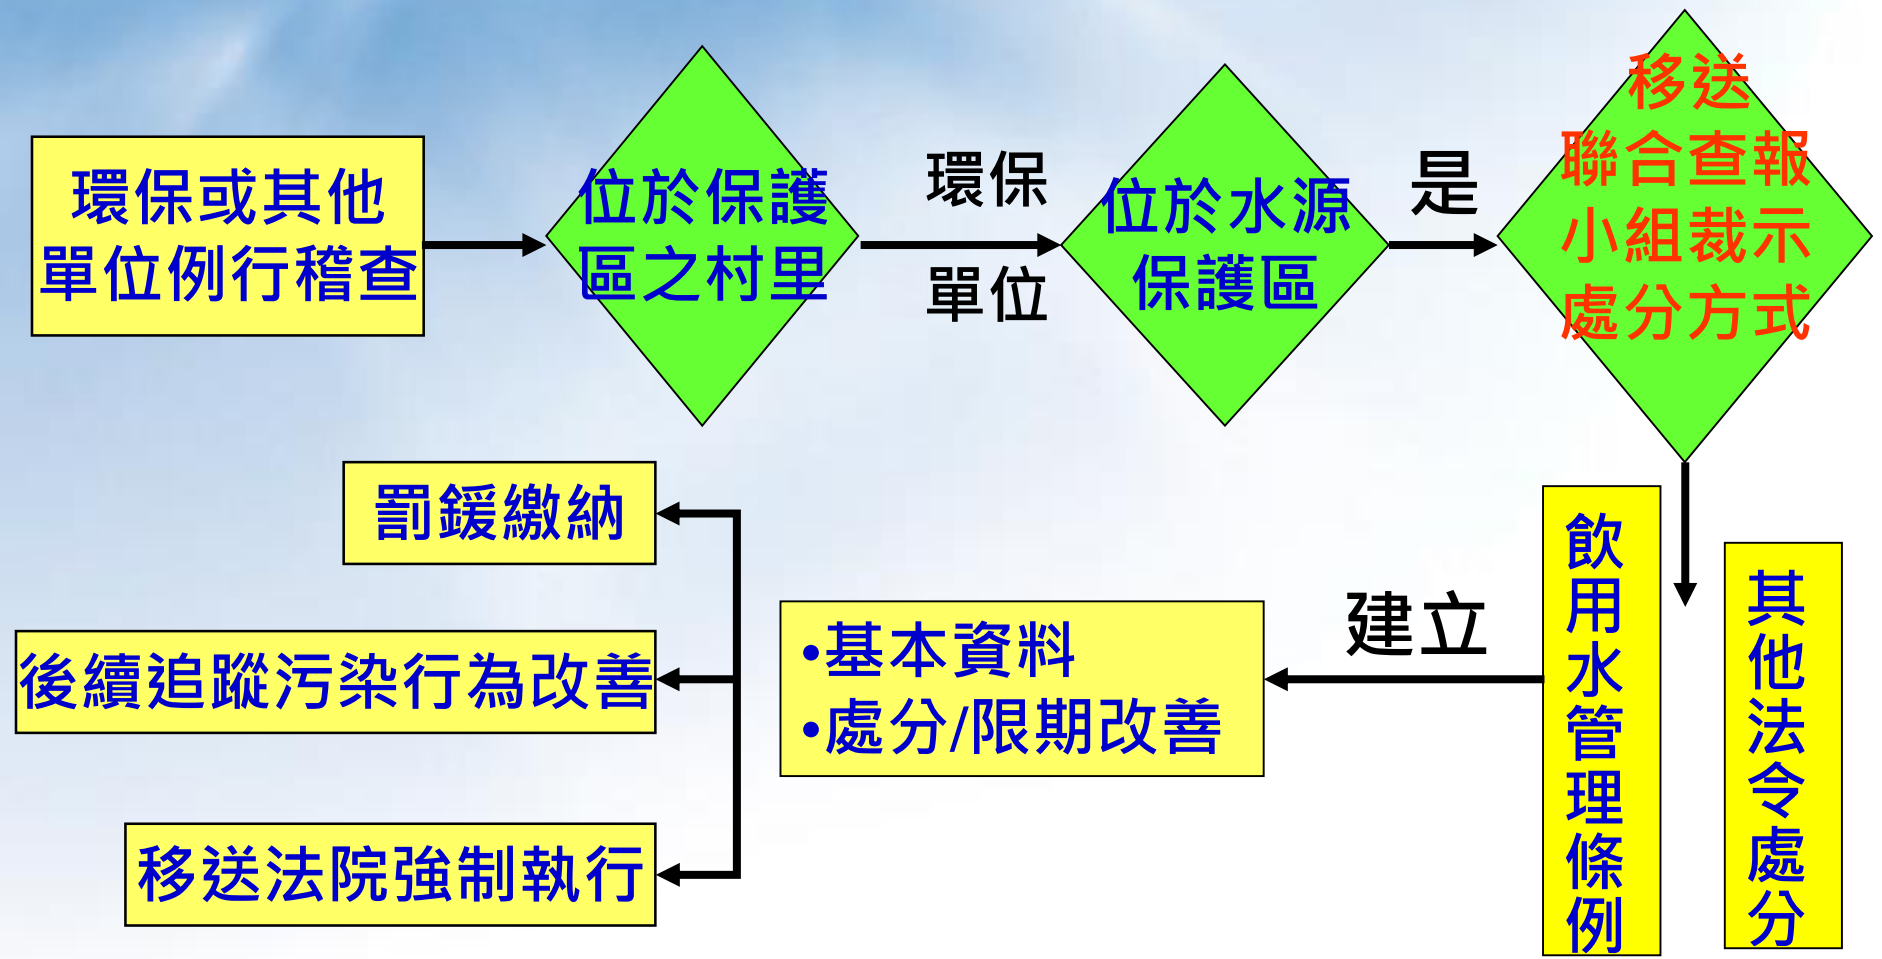 環保或其他
單位例行稽查
位於保護
區之村里
環保
單位
位於水源
保護區
是
移送
聯合查報
小組裁示
處分方式
飲用水管理條例
其他法令處分
建立
•基本資料
•處分/限期改善
罰鍰繳納
後續追蹤污染行為改善
移送法院強制執行